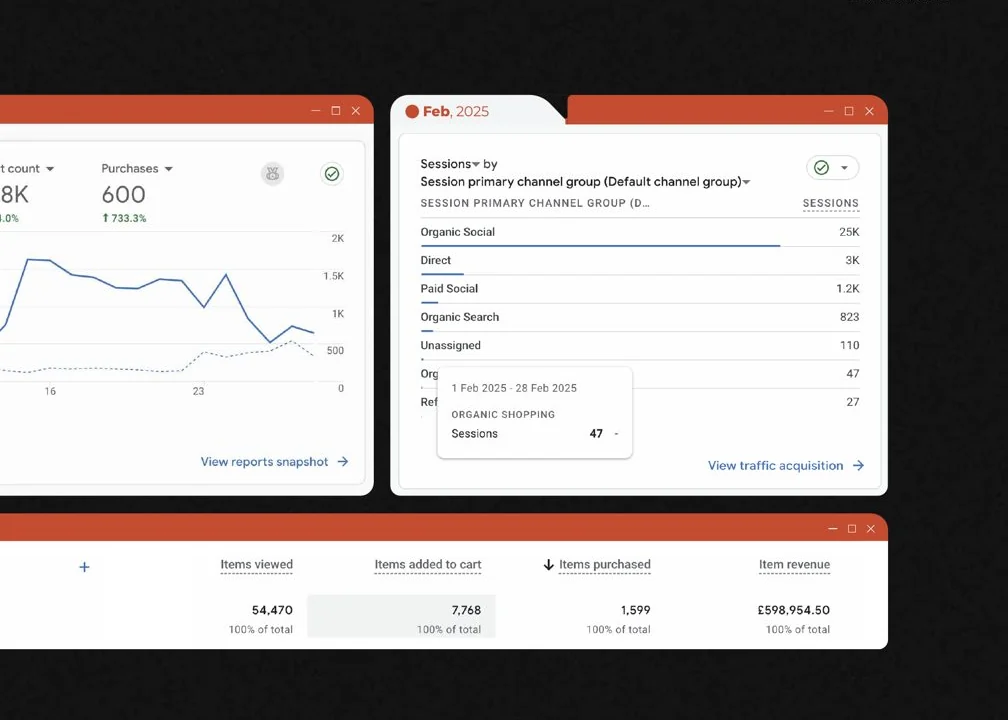 t count
Purchases
8K
600
4.0%
↑ 733.3%
2K
1.5K
1K
500
0
16
23
View reports snapshot →
Feb, 2025
Sessions by
Session primary channel group (Default channel group)
SESSION PRIMARY CHANNEL GROUP (D...
SESSIONS
Organic Social 25K
Direct 3K
Paid Social 1.2K
Organic Search 823
Unassigned 110
Org 47
Ref 27
1 Feb 2025 - 28 Feb 2025
ORGANIC SHOPPING
Sessions 47 -
View traffic acquisition →
+ Items viewed Items added to cart ↓ Items purchased Item revenue
54,470 7,768 1,599 £598,954.50
100% of total 100% of total 100% of total 100% of total